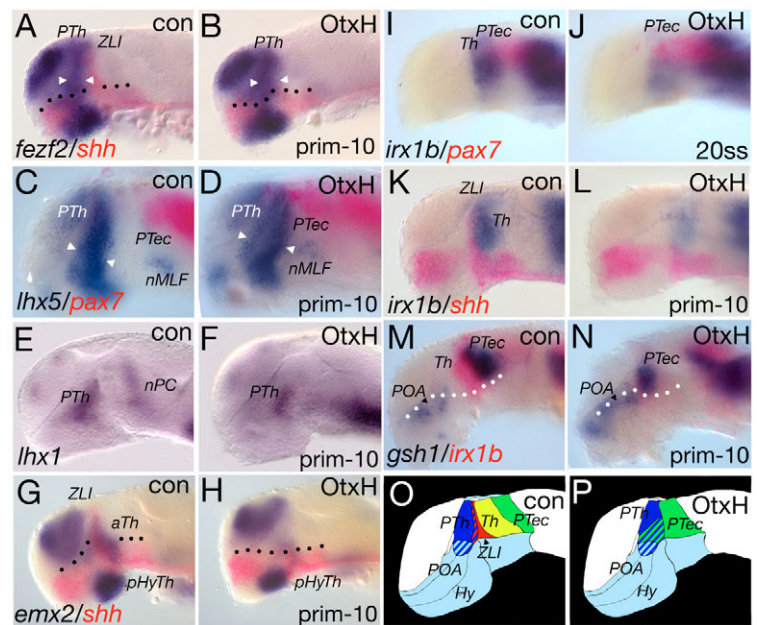 A con PTh ZLI fezf2/shh
B OtxH PTh prim-10
I con PTec Th irx1b/pax7
J OtxH PTec 20ss
C con PTh PTec nMLF lhx5/pax7
D OtxH PTh PTec nMLF prim-10
K con ZLI Th irx1b/shh
L OtxH prim-10
E con PTh nPC lhx1
F OtxH PTh prim-10
M con PTec Th POA gsh1/irx1b
N OtxH PTec POA prim-10
G con ZLI aTh pHyTh emx2/shh
H OtxH pHyTh prim-10
O con PTh Th PTec ZLI POA Hy
P OtxH PTh PTec POA Hy